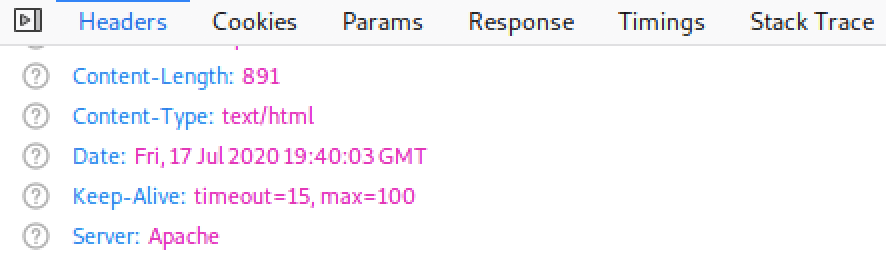 Headers Cookies Params Response Timings Stack Trace
Content-Length: 891
Content-Type: text/html
Date: Fri, 17 Jul 2020 19:40:03 GMT
Keep-Alive: timeout=15, max=100
Server: Apache